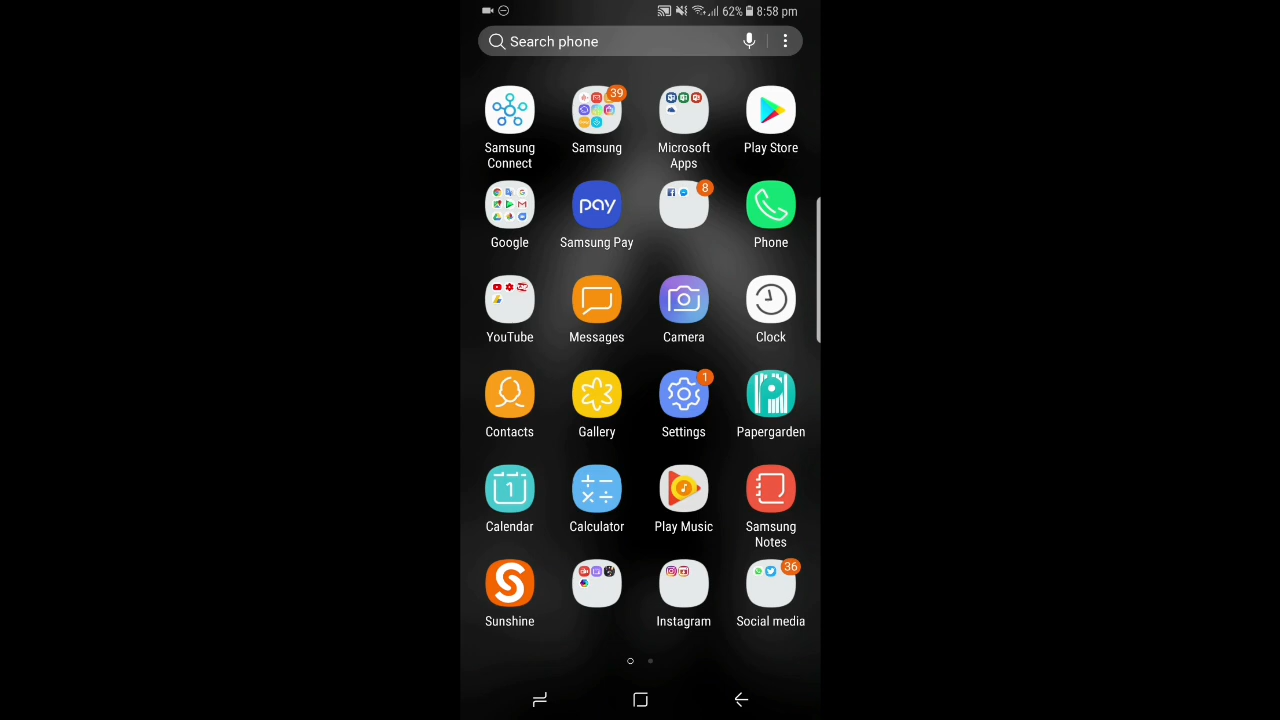 62% 8:58 pm
Search phone
39
Samsung Connect
Samsung
Microsoft Apps
Play Store
8
pay
Google
Samsung Pay
Phone
YouTube
Messages
Camera
Clock
1
Contacts
Gallery
Settings
Papergarden
1
Calendar
Calculator
Play Music
Samsung Notes
36
S
Sunshine
Instagram
Social media